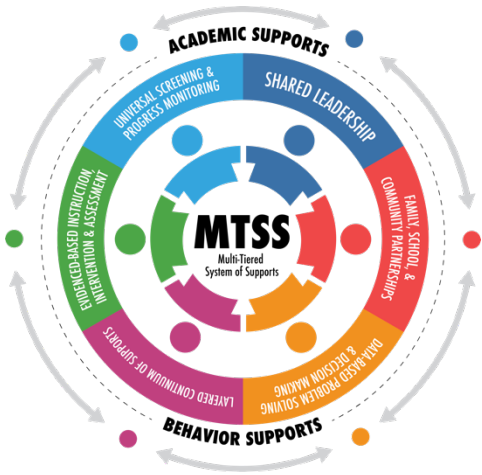 ACADEMIC SUPPORTS
UNIVERSAL SCREENING &
PROGRESS MONITORING
SHARED LEADERSHIP
FAMILY, SCHOOL, &
COMMUNITY PARTNERSHIPS
DATA-BASED PROBLEM SOLVING
& DECISION MAKING
LAYERED CONTINUUM OF SUPPORTS
EVIDENCED-BASED INSTRUCTION,
INTERVENTION & ASSESSMENT
MTSS
Multi-Tiered
System of Supports
BEHAVIOR SUPPORTS